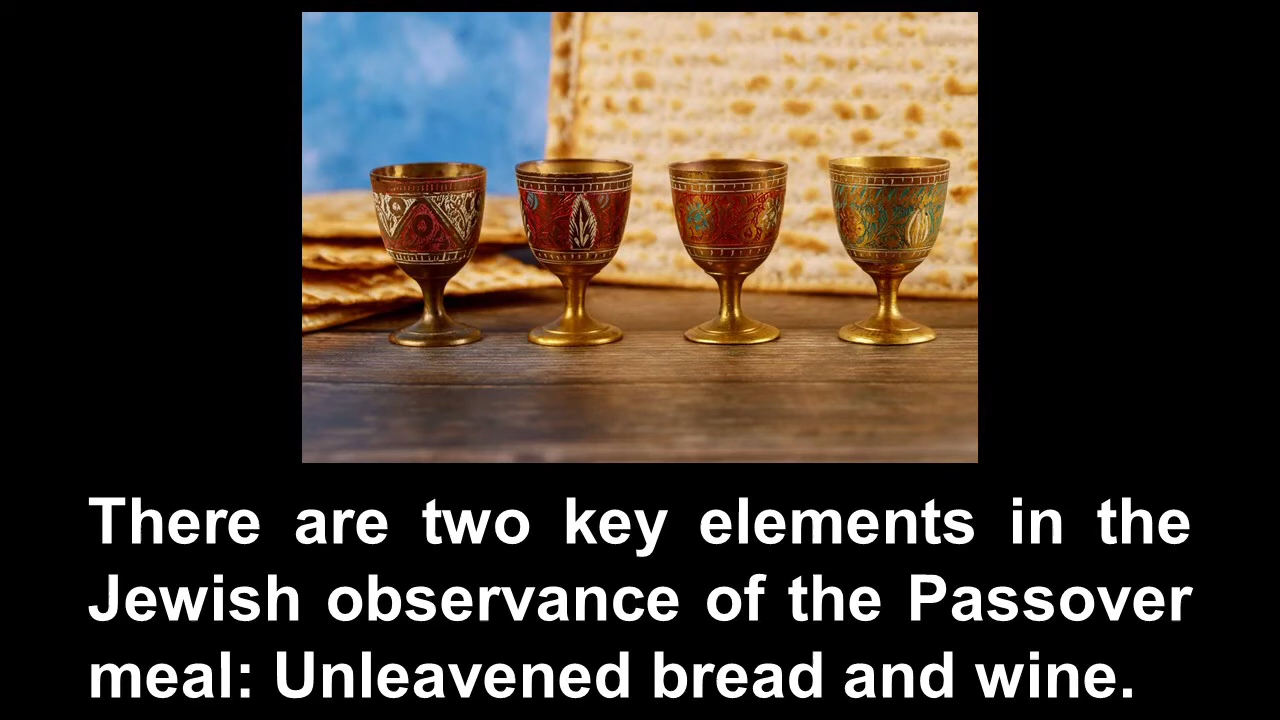 There are two key elements in the
Jewish observance of the Passover
meal: Unleavened bread and wine.